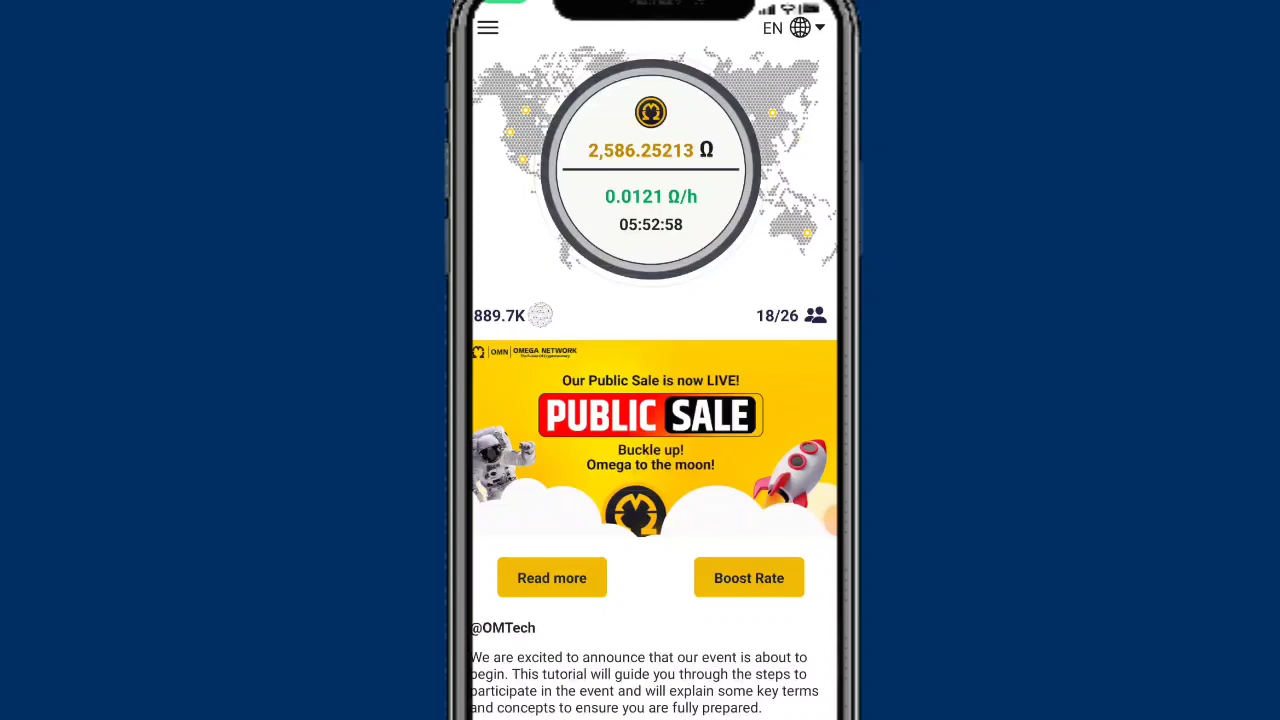 EN
2,586.25213 Ω
0.0121 Ω/h
05:52:58
889.7K
18/26
OMN OMEGA NETWORK
Our Public Sale is now LIVE!
PUBLIC SALE
Buckle up!
Omega to the moon!
Read more
Boost Rate
@OMTech
We are excited to announce that our event is about to
begin. This tutorial will guide you through the steps to
participate in the event and will explain some key terms
and concepts to ensure you are fully prepared.